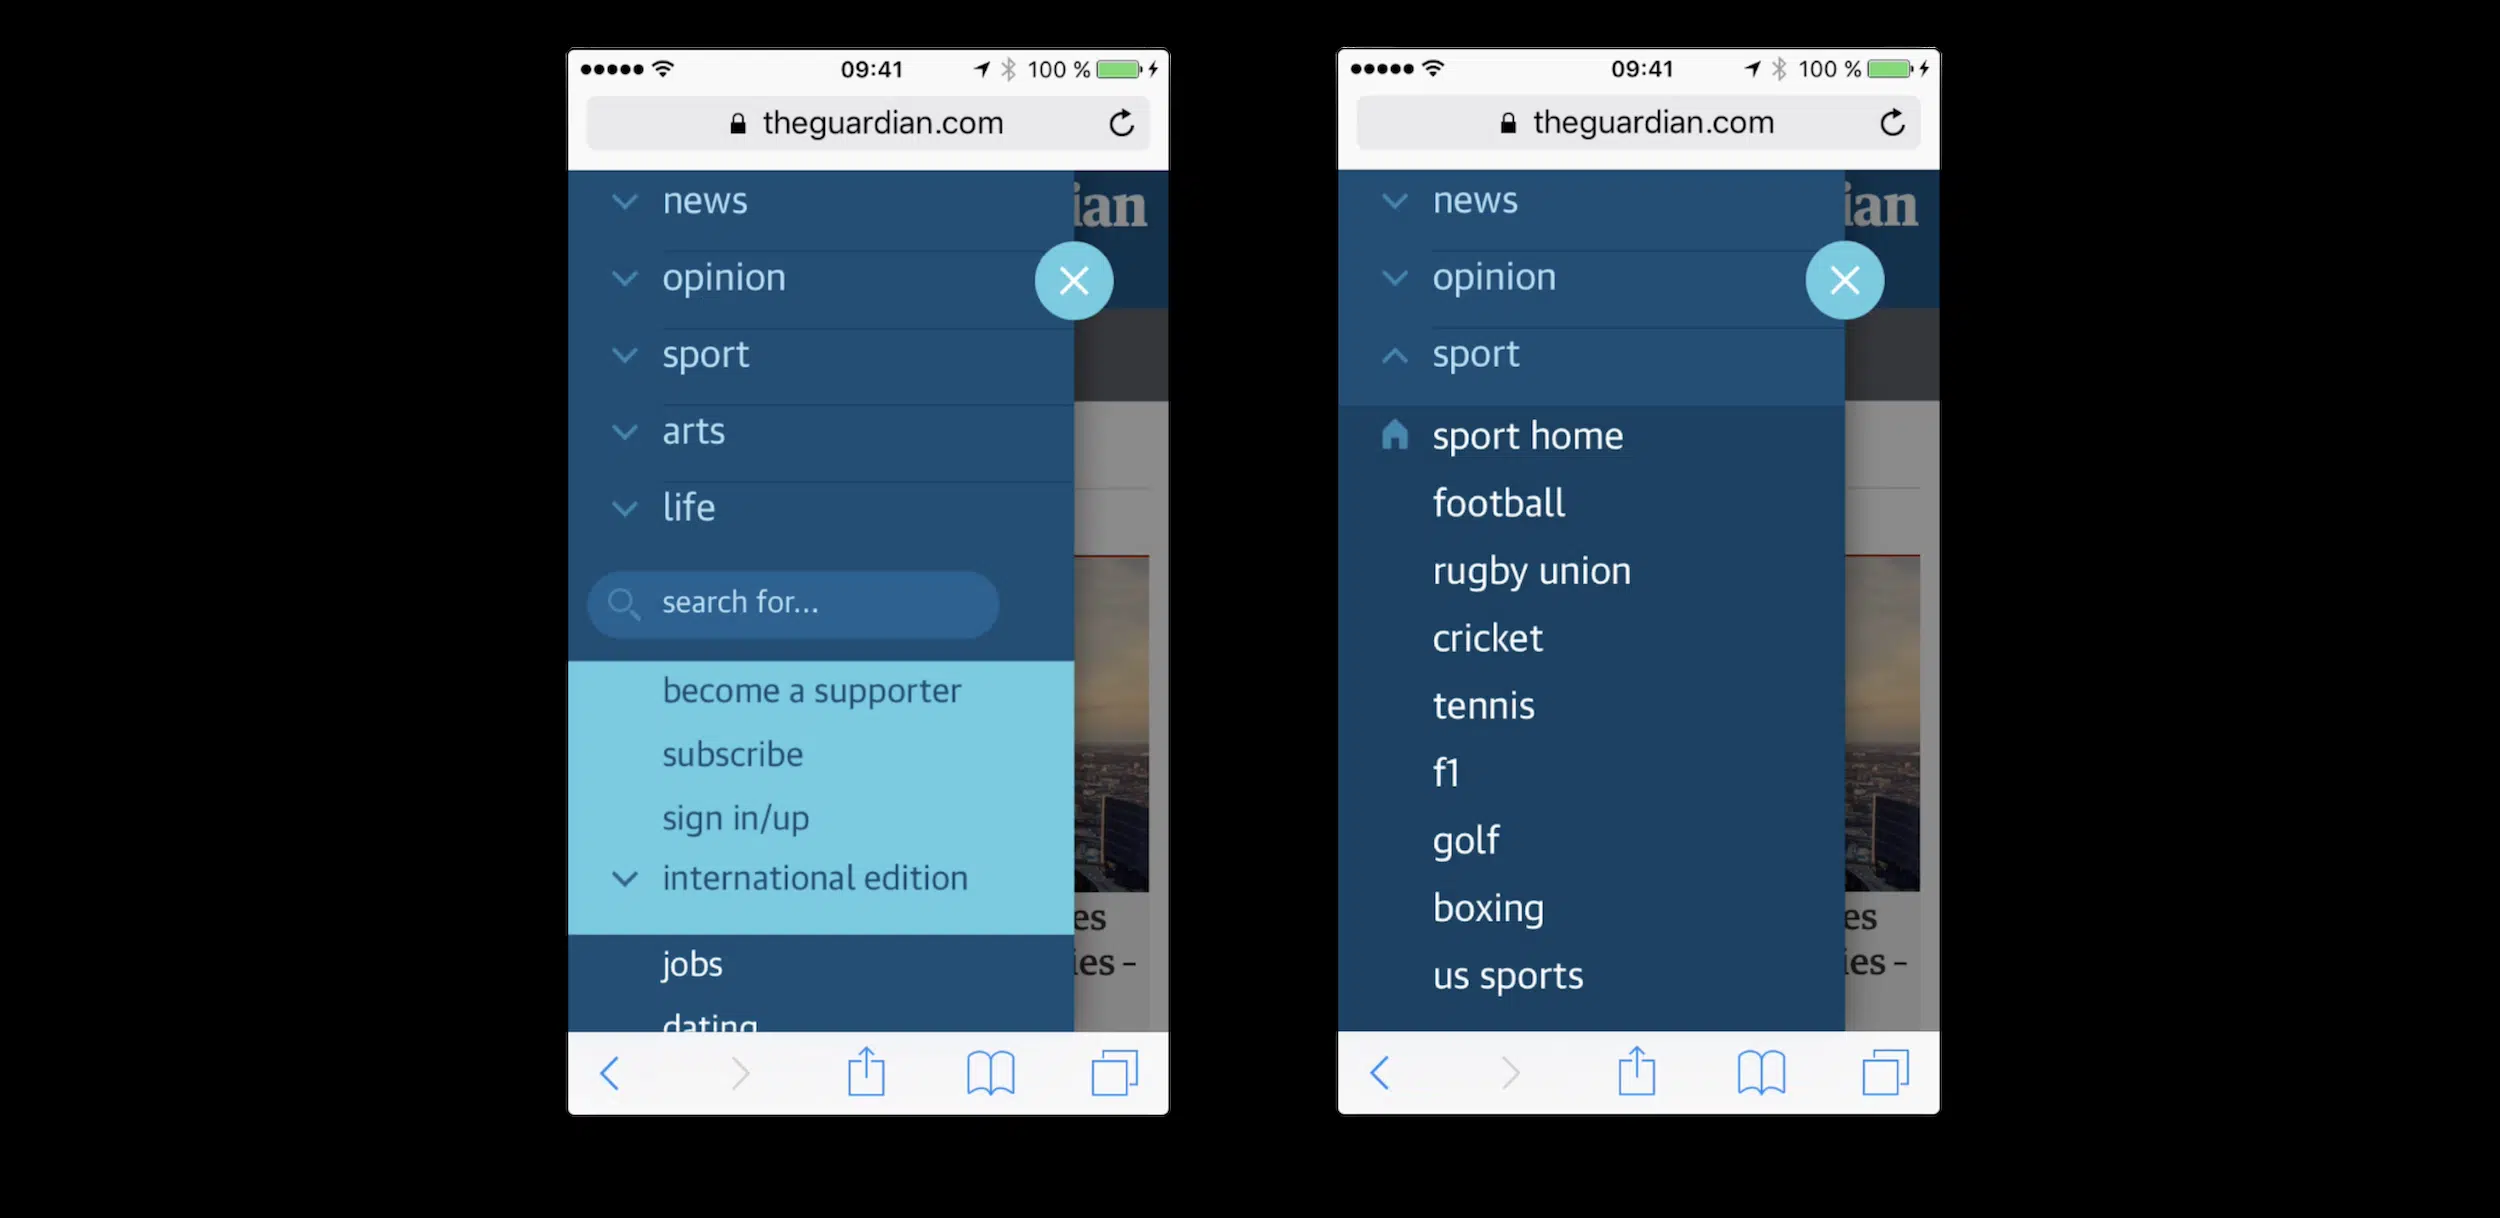 09:41
100 %
theguardian.com
news
ian
opinion
sport
arts
life
search for...
become a supporter
subscribe
sign in/up
international edition
es
jobs
ies –
dating
09:41
100 %
theguardian.com
news
ian
opinion
sport
sport home
football
rugby union
cricket
tennis
f1
golf
boxing
es
ies –
us sports